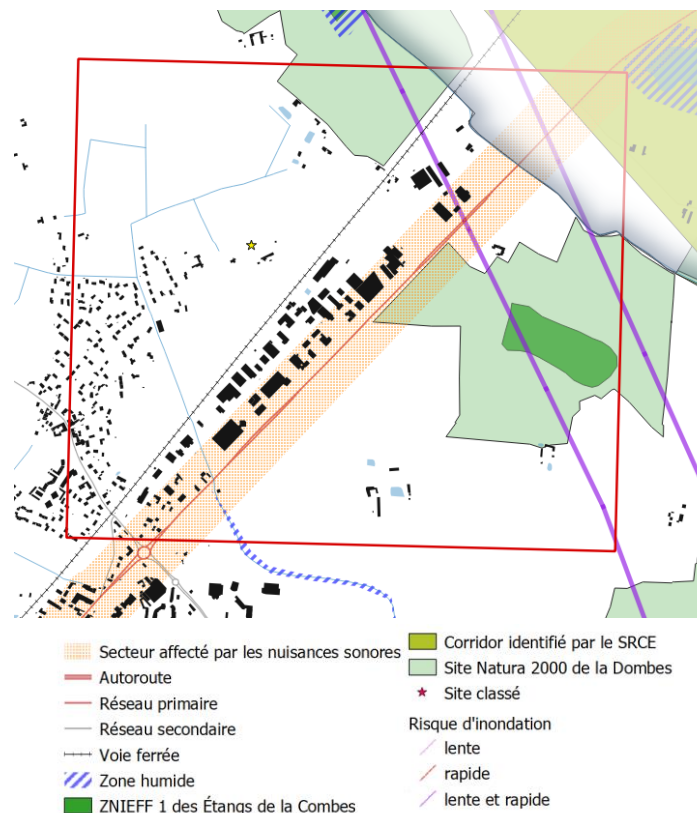 Secteur affecté par les nuisances sonores
Autoroute
Réseau primaire
Réseau secondaire
Voie ferrée
Zone humide
ZNIEFF 1 des Étangs de la Combes
Corridor identifié par le SRCE
Site Natura 2000 de la Dombes
Site classé
Risque d'inondation
lente
rapide
lente et rapide